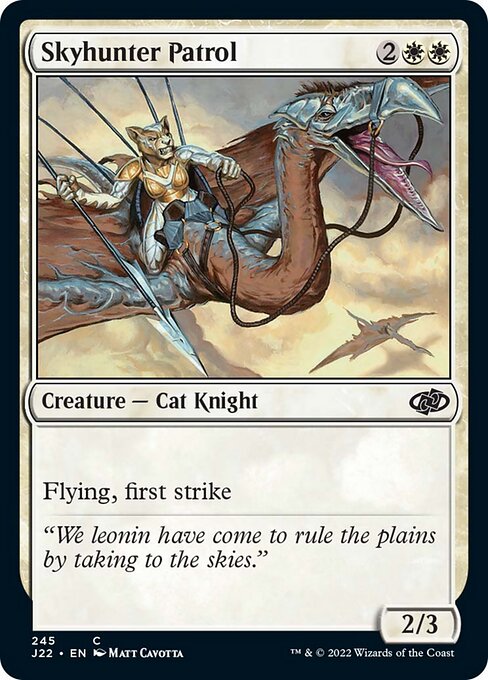 Skyhunter Patrol 2
Creature — Cat Knight
Flying, first strike
“We leonin have come to rule the plains
by taking to the skies.”
2/3
245 C
J22 • EN Matt Cavotta ™ & © 2022 Wizards of the Coast